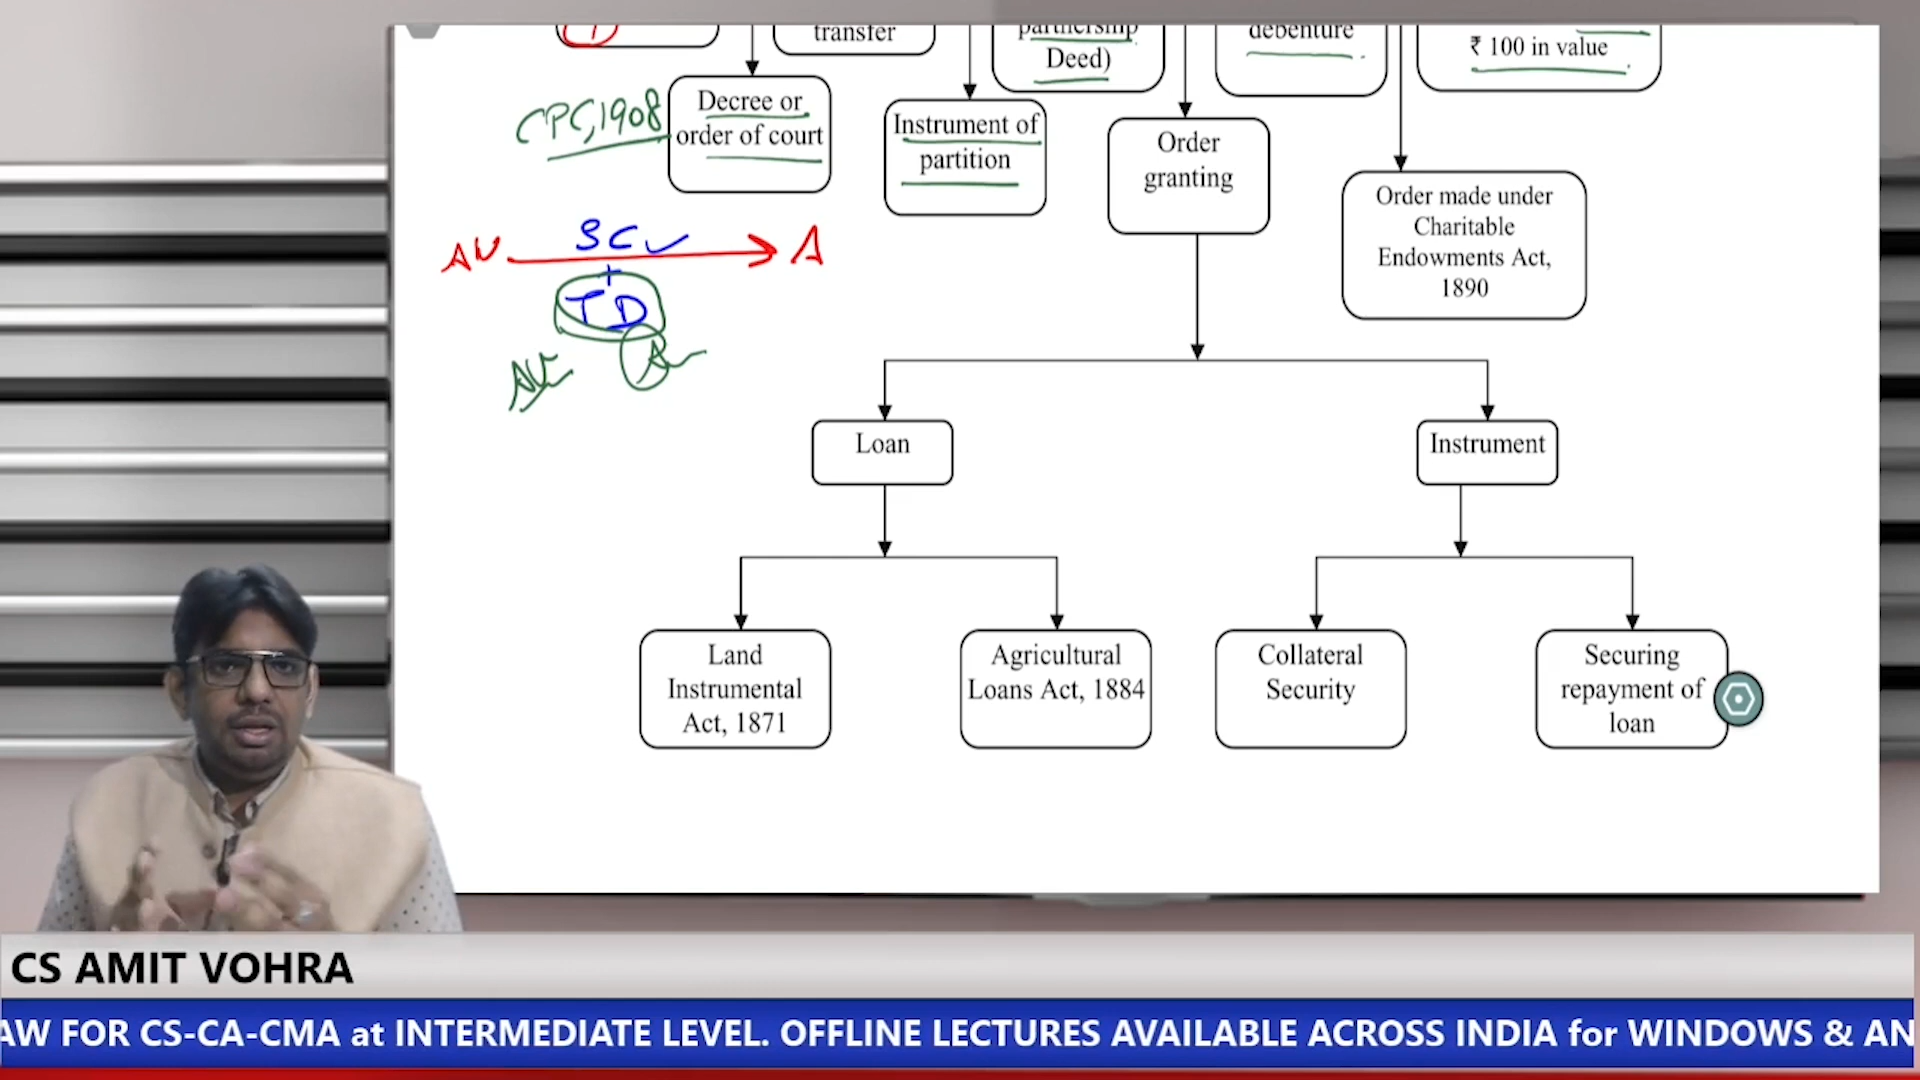 transfer
partnership
Deed)
debenture
₹ 100 in value
CPC, 1908
Decree or
order of court
Instrument of
partition
Order
granting
Order made under
Charitable
Endowments Act,
1890
AV
SC
A
+
TD
AV
A
Loan
Instrument
Land
Instrumental
Act, 1871
Agricultural
Loans Act, 1884
Collateral
Security
Securing
repayment of
loan
CS AMIT VOHRA
AW FOR CS-CA-CMA at INTERMEDIATE LEVEL. OFFLINE LECTURES AVAILABLE ACROSS INDIA for WINDOWS & AN